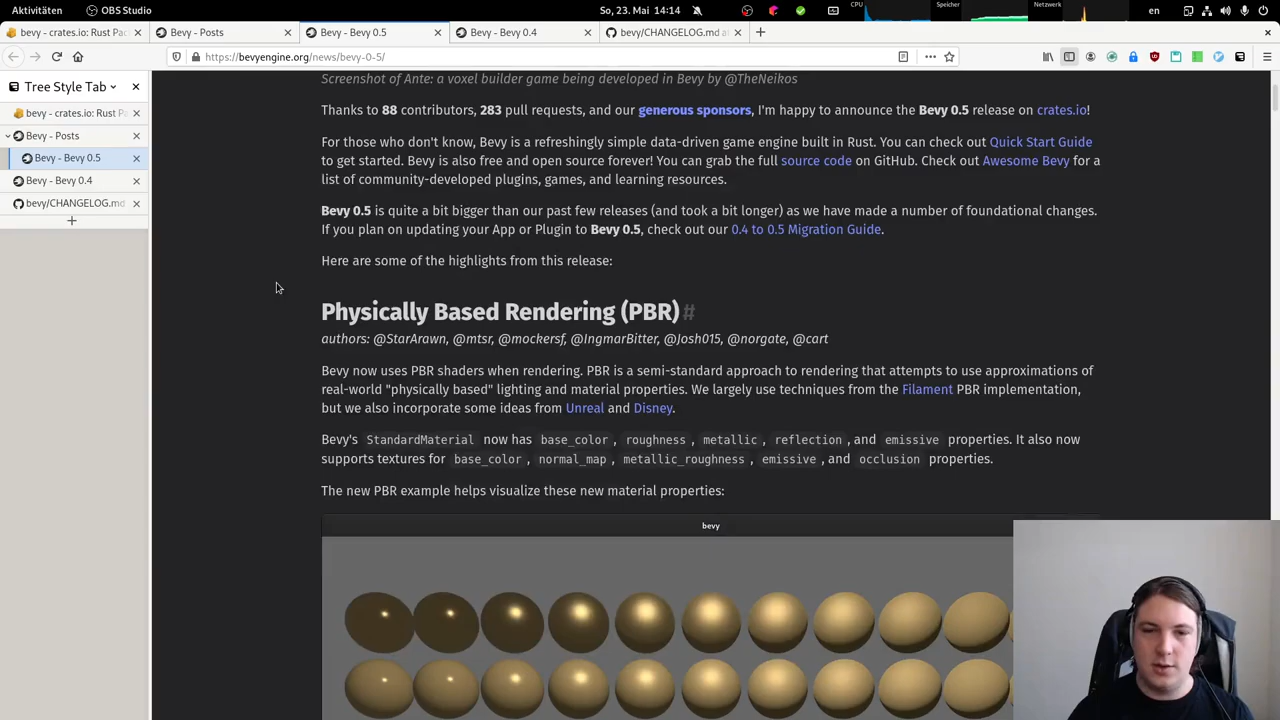 Aktivitäten OBS Studio So, 23. Mai 14:14 CPU Speicher Netzwerk en
bevy - crates.io: Rust Pac Bevy - Posts Bevy - Bevy 0.5 Bevy - Bevy 0.4 bevy/CHANGELOG.md at
https://bevyengine.org/news/bevy-0-5/
Tree Style Tab
bevy - crates.io: Rust P
Bevy - Posts
Bevy - Bevy 0.5
Bevy - Bevy 0.4
bevy/CHANGELOG.md
Screenshot of Ante: a voxel builder game being developed in Bevy by @TheNeikos
Thanks to 88 contributors, 283 pull requests, and our generous sponsors, I'm happy to announce the Bevy 0.5 release on crates.io!
For those who don't know, Bevy is a refreshingly simple data-driven game engine built in Rust. You can check out Quick Start Guide
to get started. Bevy is also free and open source forever! You can grab the full source code on GitHub. Check out Awesome Bevy for a
list of community-developed plugins, games, and learning resources.
Bevy 0.5 is quite a bit bigger than our past few releases (and took a bit longer) as we have made a number of foundational changes.
If you plan on updating your App or Plugin to Bevy 0.5, check out our 0.4 to 0.5 Migration Guide.
Here are some of the highlights from this release:
Physically Based Rendering (PBR) #
authors: @StarArawn, @mtsr, @mockersf, @IngmarBitter, @Josh015, @norgate, @cart
Bevy now uses PBR shaders when rendering. PBR is a semi-standard approach to rendering that attempts to use approximations of
real-world "physically based" lighting and material properties. We largely use techniques from the Filament PBR implementation,
but we also incorporate some ideas from Unreal and Disney.
Bevy's StandardMaterial now has base_color, roughness, metallic, reflection, and emissive properties. It also now
supports textures for base_color, normal_map, metallic_roughness, emissive, and occlusion properties.
The new PBR example helps visualize these new material properties:
bevy